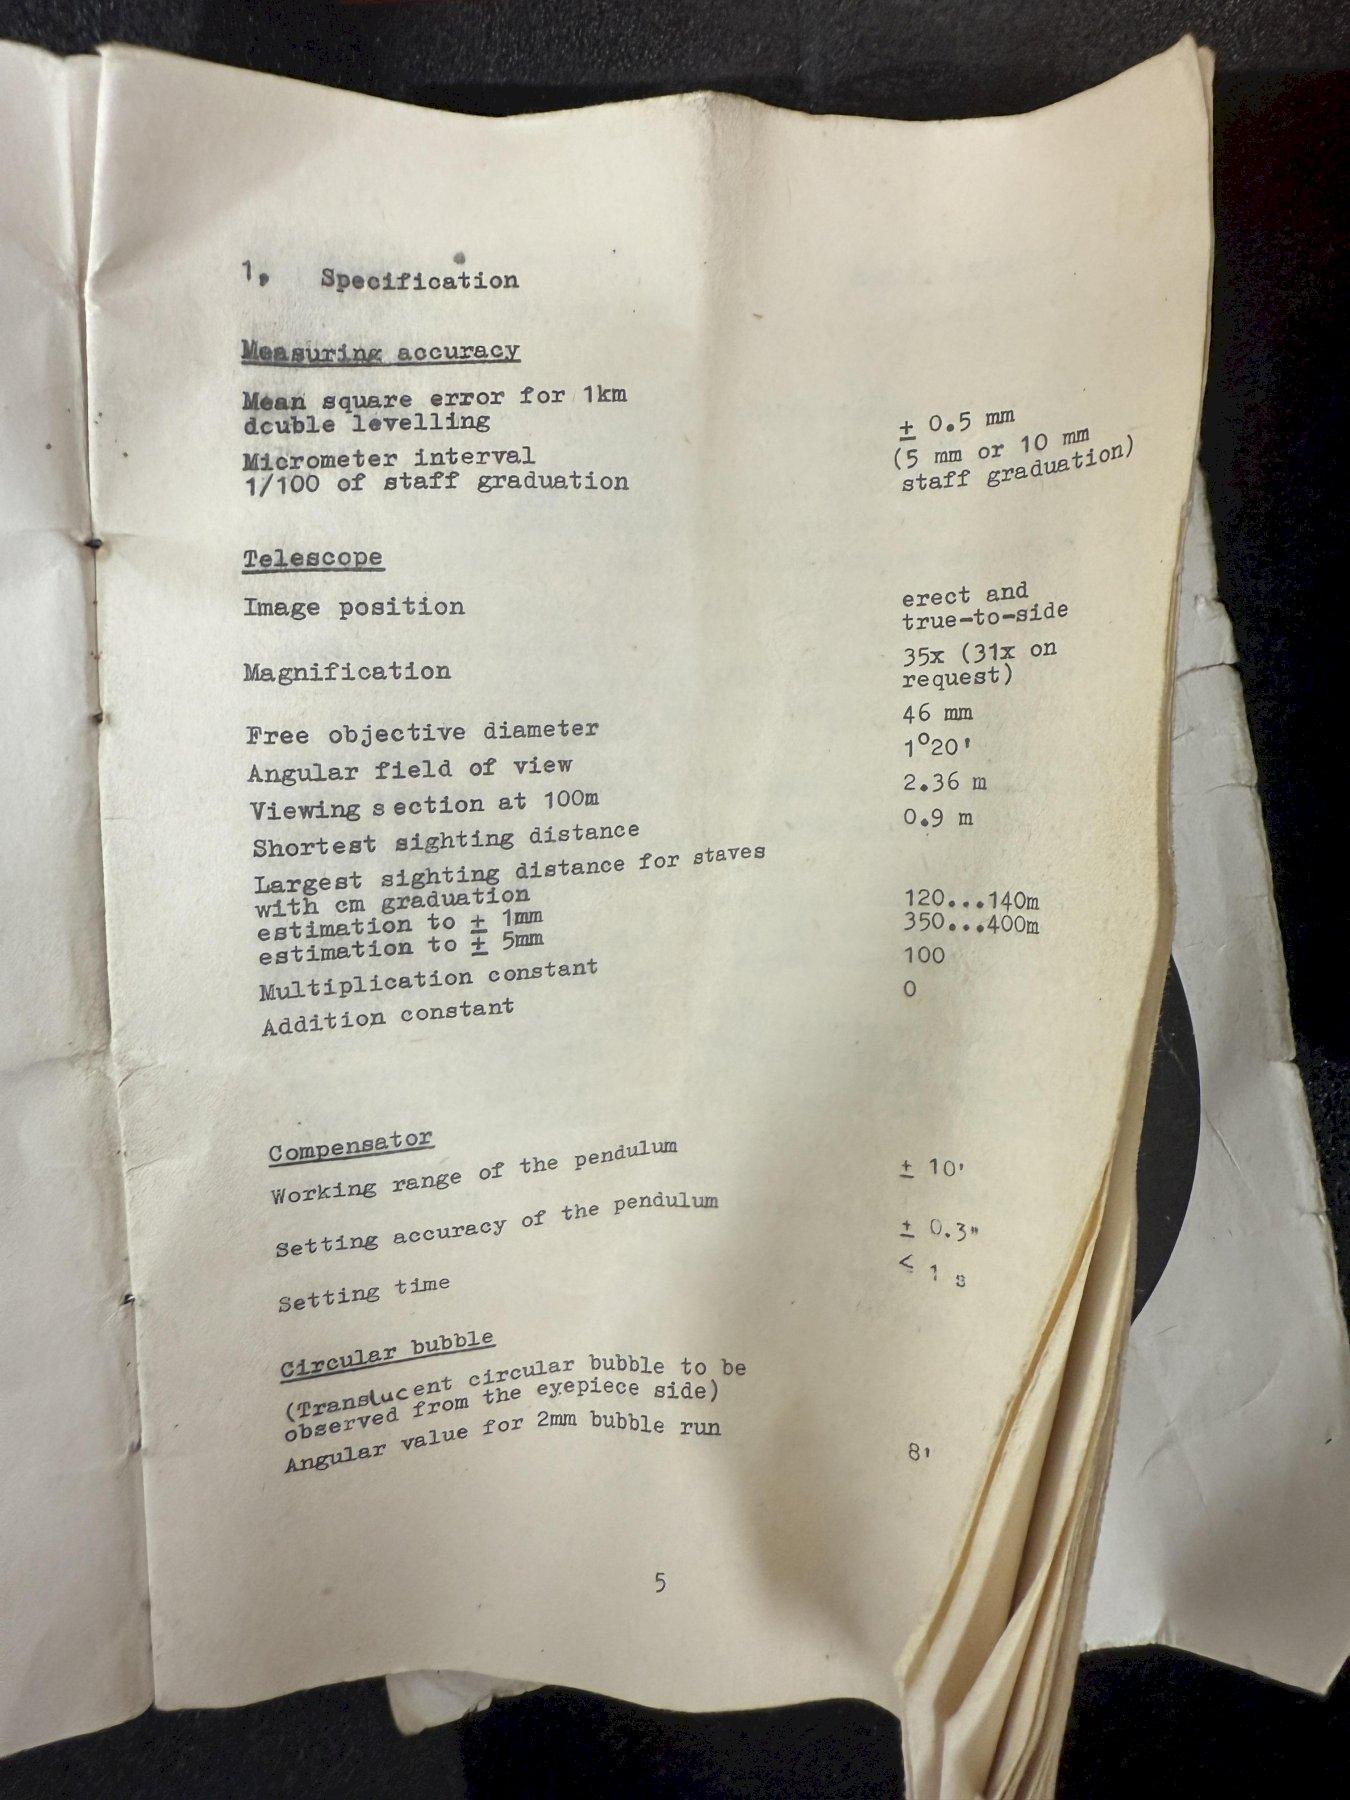 1. Specification
Measuring accuracy
Mean square error for 1km
double levelling ± 0.5 mm
Micrometer interval (5 mm or 10 mm
1/100 of staff graduation staff graduation)
Telescope
Image position erect and
true-to-side
Magnification 35x (31x on
request)
Free objective diameter 46 mm
Angular field of view 1°20'
Viewing section at 100m 2.36 m
Shortest sighting distance 0.9 m
Largest sighting distance for staves
with cm graduation
estimation to ± 1mm 120...140m
estimation to ± 5mm 350...400m
Multiplication constant 100
Addition constant 0
Compensator
Working range of the pendulum ± 10'
Setting accuracy of the pendulum ± 0.3"
Setting time < 1 s
Circular bubble
(Translucent circular bubble to be
observed from the eyepiece side)
Angular value for 2mm bubble run 8'
5